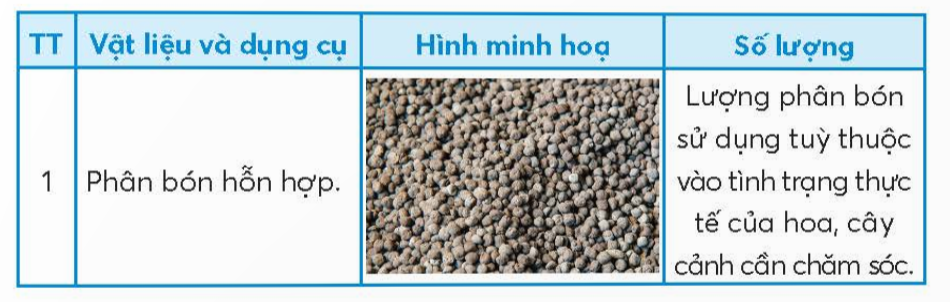 TT Vật liệu và dụng cụ Hình minh hoạ Số lượng
1 Phân bón hỗn hợp.
Lượng phân bón
sử dụng tuỳ thuộc
vào tình trạng thực
tế của hoa, cây
cảnh cần chăm sóc.